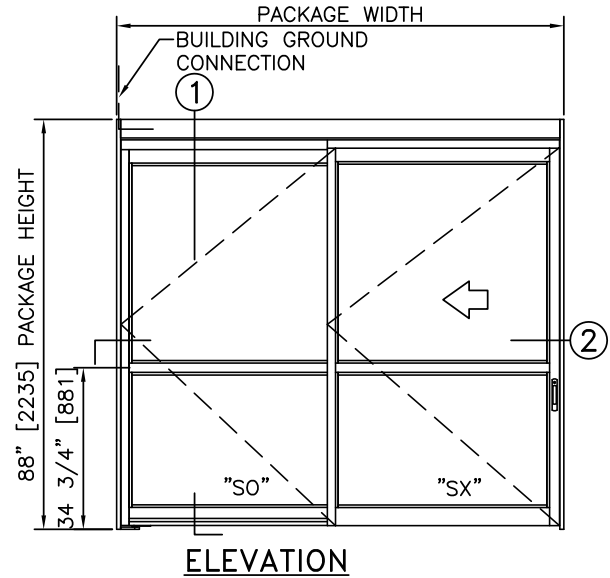 PACKAGE WIDTH
BUILDING GROUND
CONNECTION
1
88" [2235] PACKAGE HEIGHT
34 3/4" [881]
2
"SO"
"SX"
ELEVATION